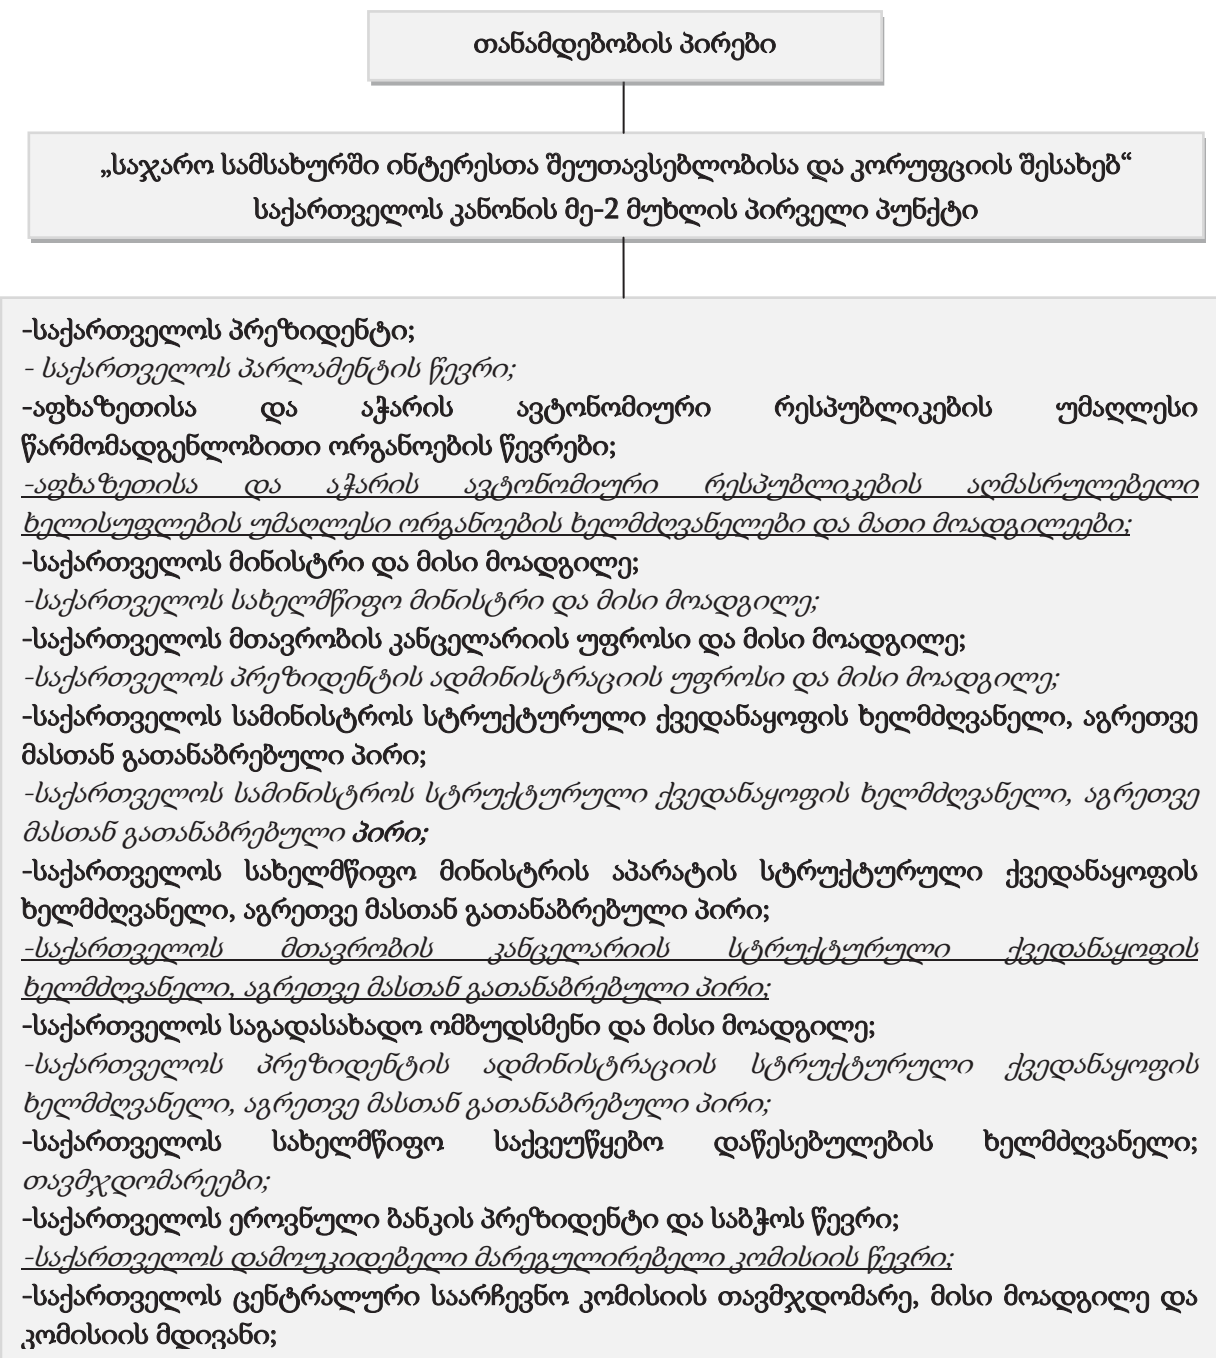 თანამდებობის პირები
„საჯარო სამსახურში ინტერესთა შეუთავსებლობისა და კორუფციის შესახებ“
საქართველოს კანონის მე-2 მუხლის პირველი პუნქტი
-საქართველოს პრეზიდენტი;
- საქართველოს პარლამენტის წევრი;
-აფხაზეთისა და აჭარის ავტონომიური რესპუბლიკების უმაღლესი
წარმომადგენლობითი ორგანოების წევრები;
-აფხაზეთისა და აჭარის ავტონომიური რესპუბლიკების აღმასრულებელი
ხელისუფლების უმაღლესი ორგანოების ხელმძღვანელები და მათი მოადგილეები;
-საქართველოს მინისტრი და მისი მოადგილე;
-საქართველოს სახელმწიფო მინისტრი და მისი მოადგილე;
-საქართველოს მთავრობის კანცელარიის უფროსი და მისი მოადგილე;
-საქართველოს პრეზიდენტის ადმინისტრაციის უფროსი და მისი მოადგილე;
-საქართველოს სამინისტროს სტრუქტურული ქვედანაყოფის ხელმძღვანელი, აგრეთვე
მასთან გათანაბრებული პირი;
-საქართველოს სამინისტროს სტრუქტურული ქვედანაყოფის ხელმძღვანელი, აგრეთვე
მასთან გათანაბრებული პირი;
-საქართველოს სახელმწიფო მინისტრის აპარატის სტრუქტურული ქვედანაყოფის
ხელმძღვანელი, აგრეთვე მასთან გათანაბრებული პირი;
-საქართველოს მთავრობის კანცელარიის სტრუქტურული ქვედანაყოფის
ხელმძღვანელი, აგრეთვე მასთან გათანაბრებული პირი;
-საქართველოს საგადასახადო ომბუდსმენი და მისი მოადგილე;
-საქართველოს პრეზიდენტის ადმინისტრაციის სტრუქტურული ქვედანაყოფის
ხელმძღვანელი, აგრეთვე მასთან გათანაბრებული პირი;
-საქართველოს სახელმწიფო საქვეუწყებო დაწესებულების ხელმძღვანელი;
თავმჯდომარეები;
-საქართველოს ეროვნული ბანკის პრეზიდენტი და საბჭოს წევრი;
-საქართველოს დამოუკიდებელი მარეგულირებელი კომისიის წევრი;
-საქართველოს ცენტრალური საარჩევნო კომისიის თავმჯდომარე, მისი მოადგილე და
კომისიის მდივანი;